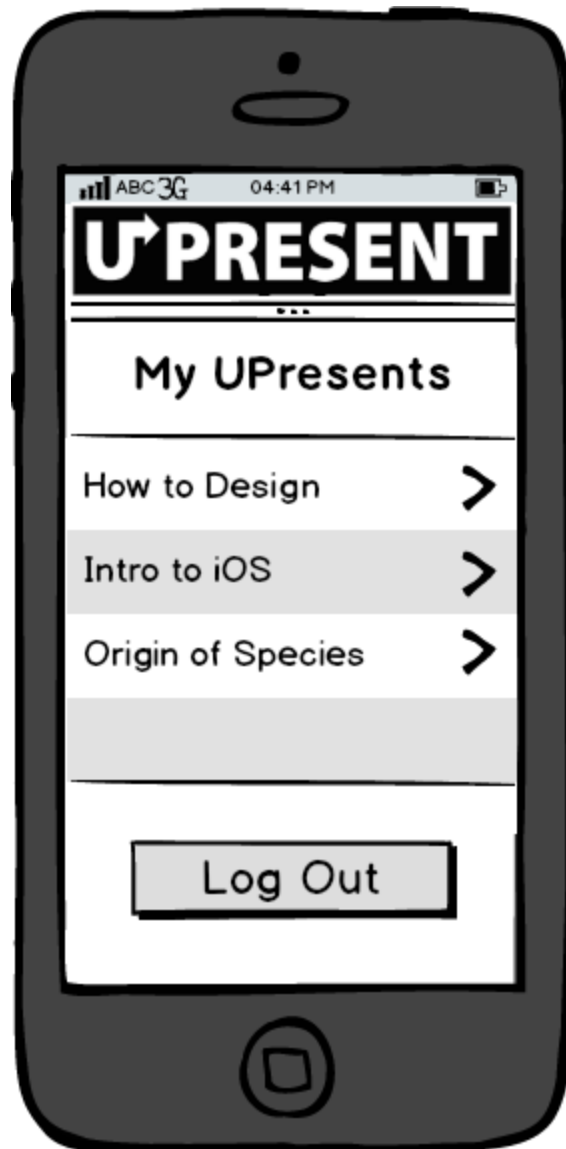 ABC 3G 04:41 PM
UPRESENT
My UPresents
How to Design
Intro to iOS
Origin of Species
Log Out